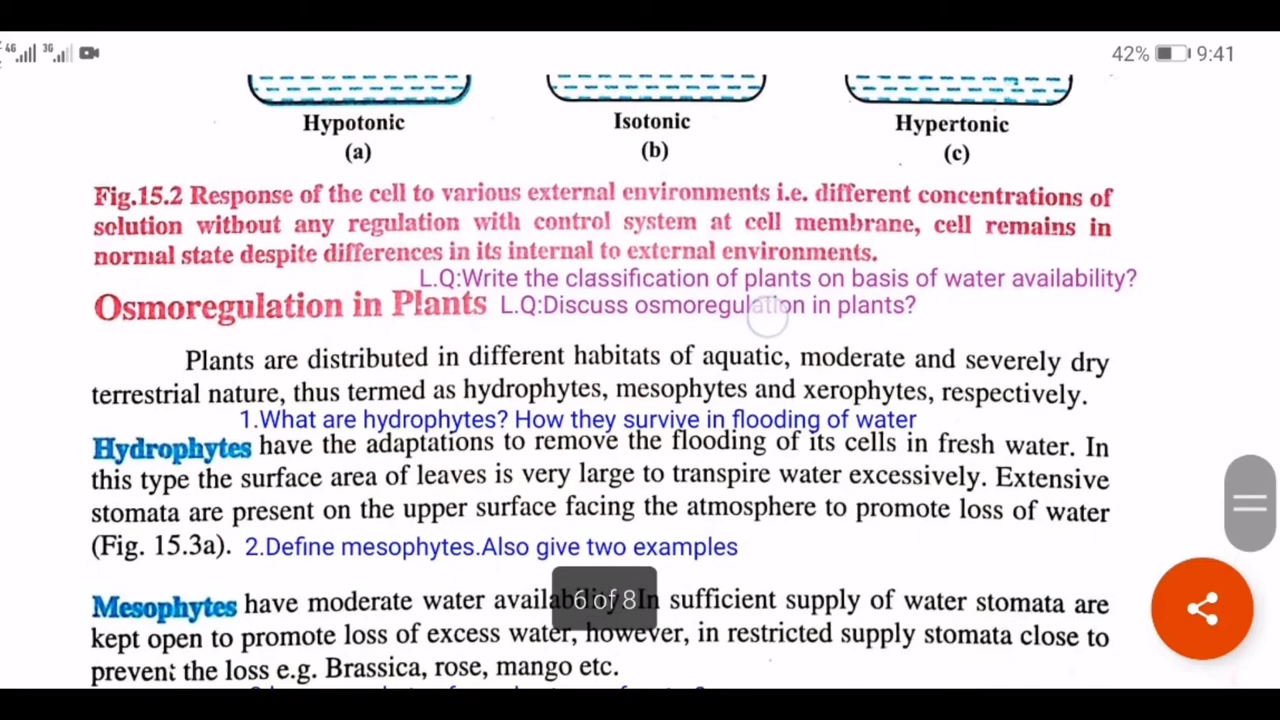 4G 3G 42% 9:41
Hypotonic Isotonic Hypertonic
(a) (b) (c)
Fig.15.2 Response of the cell to various external environments i.e. different concentrations of
solution without any regulation with control system at cell membrane, cell remains in
normal state despite differences in its internal to external environments.
L.Q:Write the classification of plants on basis of water availability?
Osmoregulation in Plants L.Q:Discuss osmoregulation in plants?
Plants are distributed in different habitats of aquatic, moderate and severely dry
terrestrial nature, thus termed as hydrophytes, mesophytes and xerophytes, respectively.
1.What are hydrophytes? How they survive in flooding of water
Hydrophytes have the adaptations to remove the flooding of its cells in fresh water. In
this type the surface area of leaves is very large to transpire water excessively. Extensive
stomata are present on the upper surface facing the atmosphere to promote loss of water
(Fig. 15.3a). 2.Define mesophytes.Also give two examples
6 of 8
Mesophytes have moderate water availability. In sufficient supply of water stomata are
kept open to promote loss of excess water, however, in restricted supply stomata close to
prevent the loss e.g. Brassica, rose, mango etc.